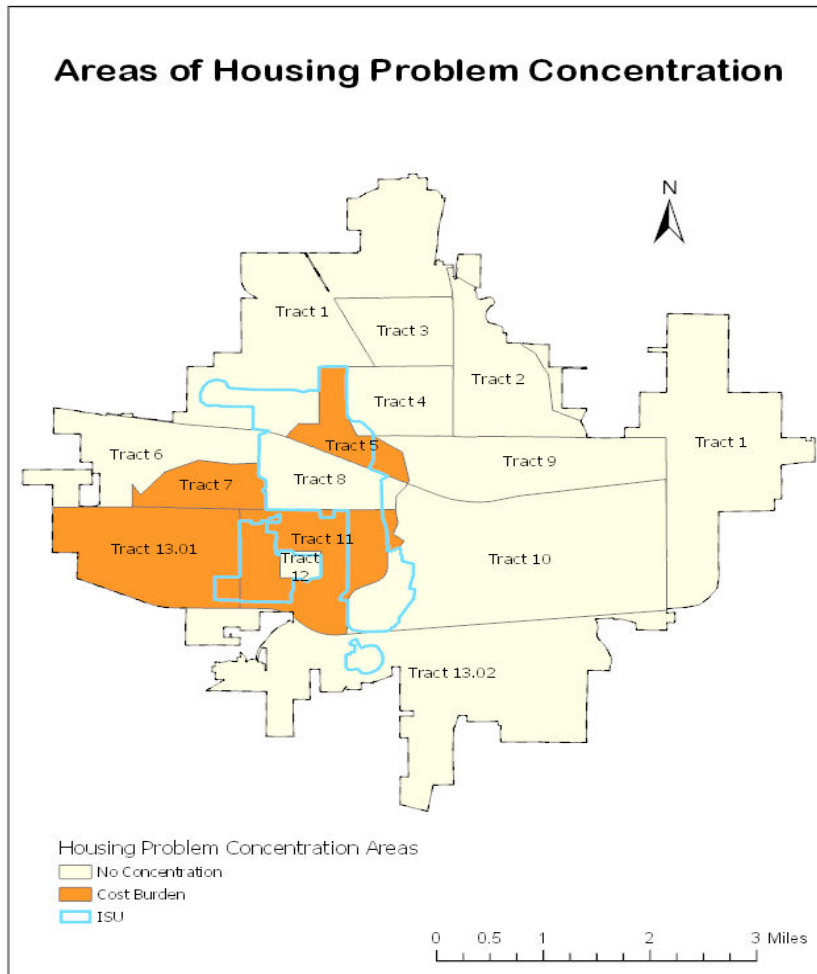 Areas of Housing Problem Concentration
N
Tract 1
Tract 3
Tract 2
Tract 4
Tract 5
Tract 1
Tract 6
Tract 9
Tract 7
Tract 8
Tract 11
Tract 13.01
Tract
12
Tract 10
Tract 13.02
Housing Problem Concentration Areas
No Concentration
Cost Burden
ISU
0 0.5 1 2 3 Miles